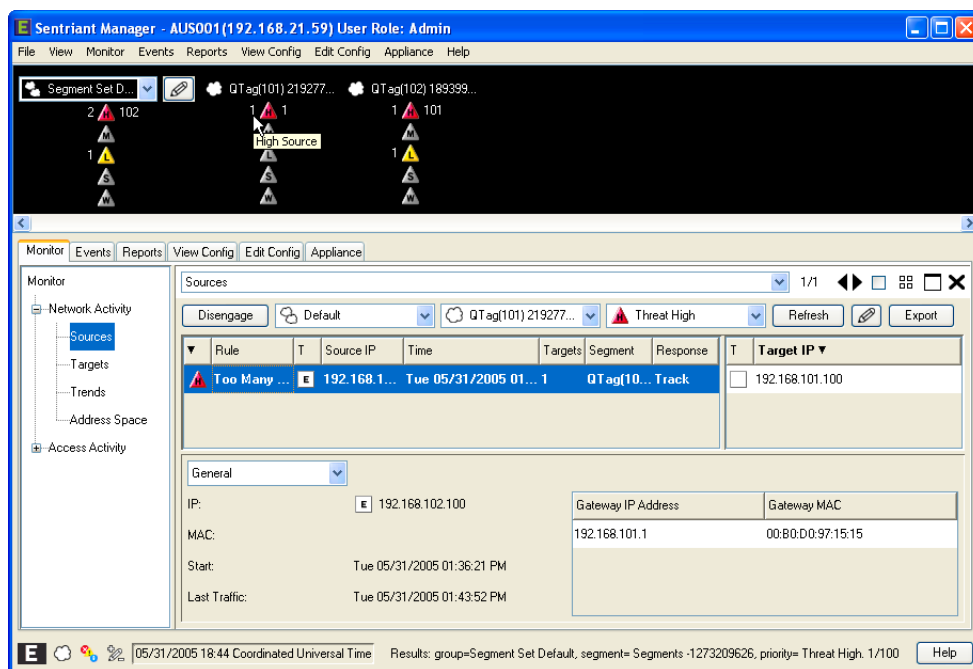 E Sentriant Manager - AUS001(192.168.21.59) User Role: Admin
File View Monitor Events Reports View Config Edit Config Appliance Help
Segment Set D... QTag(101) 219277... QTag(102) 189399...
2 H 102 1 H 1 1 H 101
M M
High Source
1 L L 1 L
S S S
W W W
Monitor Events Reports View Config Edit Config Appliance
Monitor
Network Activity
Sources
Targets
Trends
Address Space
Access Activity
Sources 1/1
Disengage Default QTag(101) 219277... H Threat High Refresh Export
Rule T Source IP Time Targets Segment Response T Target IP
H Too Many ... E 192.168.1... Tue 05/31/2005 01... 1 QTag(10... Track 192.168.101.100
General
IP: E 192.168.102.100
MAC:
Start: Tue 05/31/2005 01:36:21 PM
Last Traffic: Tue 05/31/2005 01:43:52 PM
Gateway IP Address Gateway MAC
192.168.101.1 00:B0:D0:97:15:15
E 05/31/2005 18:44 Coordinated Universal Time Results: group=Segment Set Default, segment= Segments -1273209626, priority= Threat High. 1/100 Help